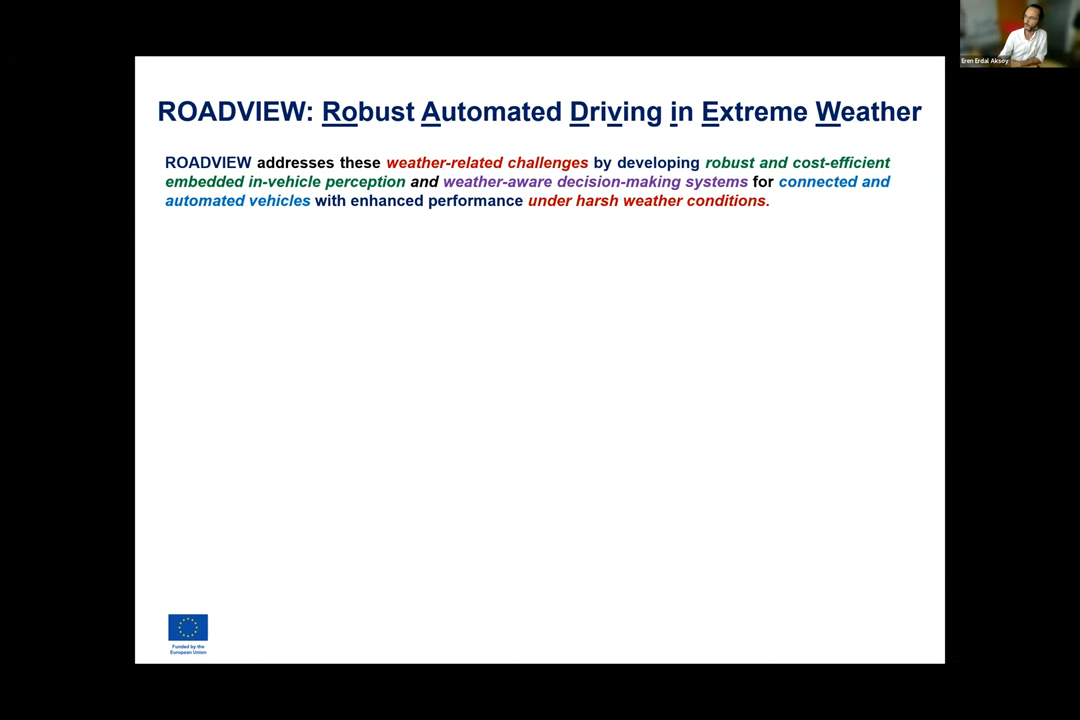 Eren Erdal Aksoy
ROADVIEW: Robust Automated Driving in Extreme Weather
ROADVIEW addresses these weather-related challenges by developing robust and cost-efficient
embedded in-vehicle perception and weather-aware decision-making systems for connected and
automated vehicles with enhanced performance under harsh weather conditions.
Funded by the
European Union